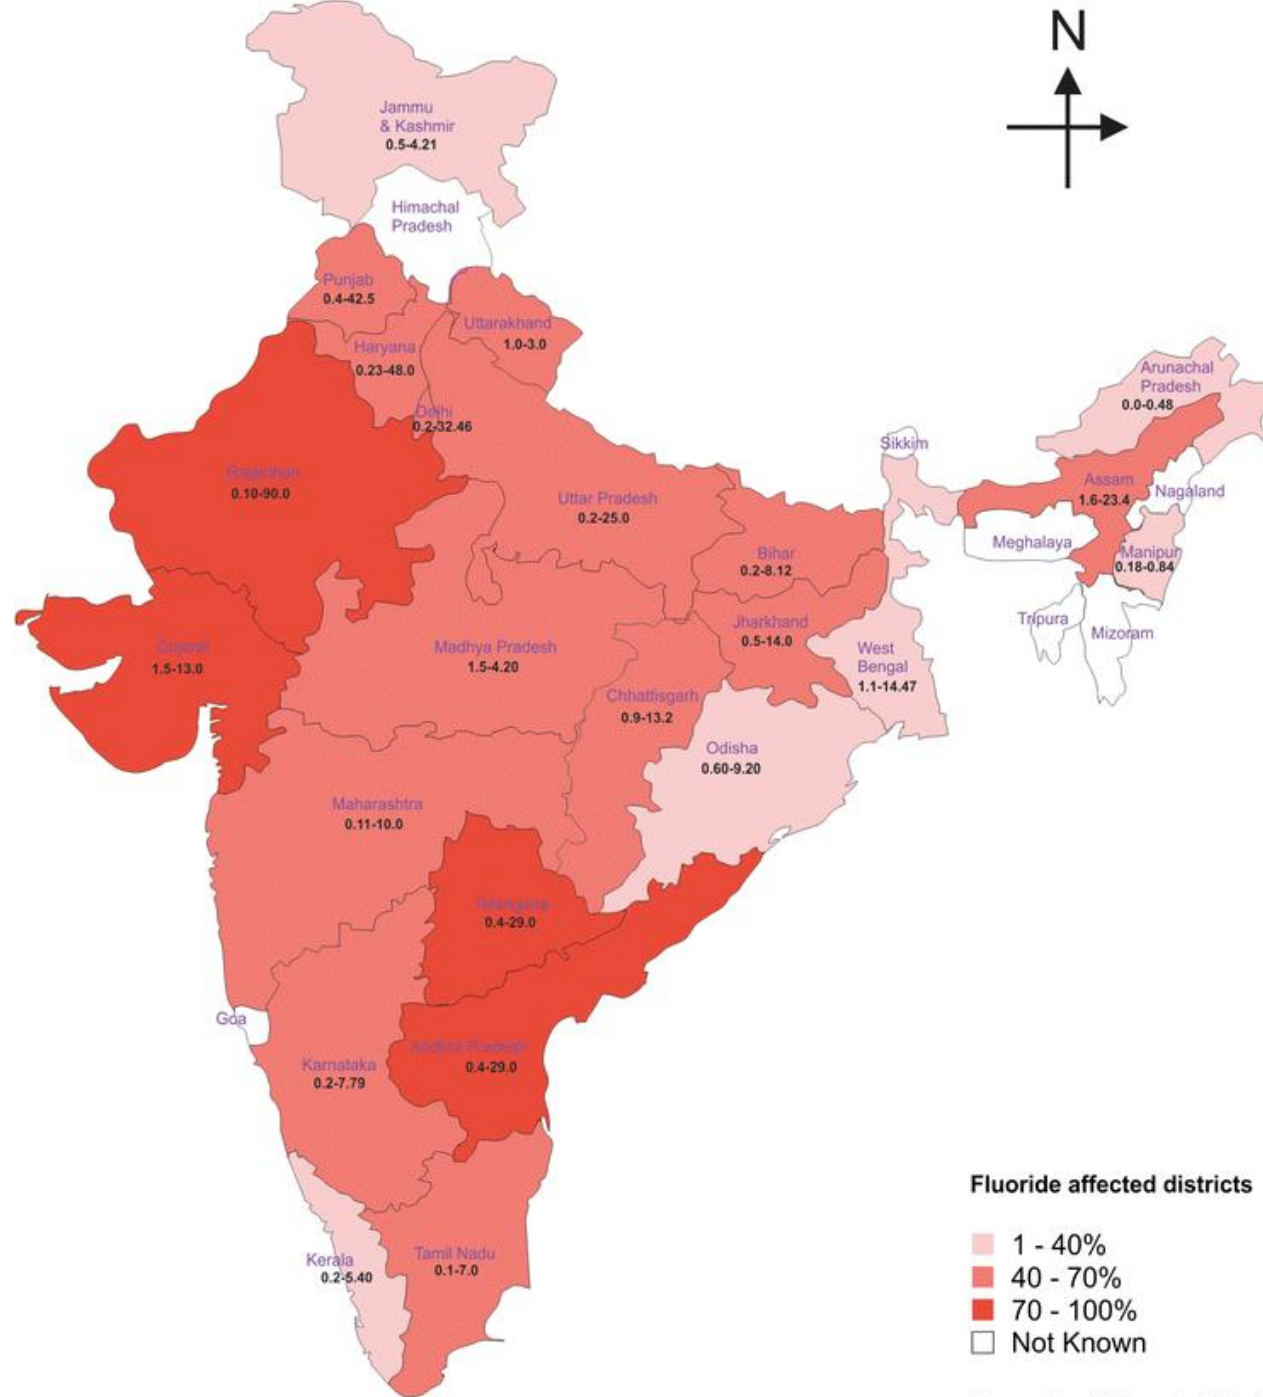 N
Jammu
& Kashmir
0.5-4.21
Himachal
Pradesh
Punjab
0.4-42.5
Uttarakhand
1.0-3.0
Haryana
0.23-48.0
Arunachal
Pradesh
0.0-0.48
Delhi
0.2-32.46
Sikkim
Rajasthan
0.10-90.0
Uttar Pradesh
0.2-25.0
Assam
1.6-23.4
Nagaland
Meghalaya
Bihar
0.2-8.12
Manipur
0.18-0.84
Jharkhand
0.5-14.0
Tripura
Mizoram
Gujarat
1.5-13.0
Madhya Pradesh
1.5-4.20
West
Bengal
1.1-14.47
Chhattisgarh
0.9-13.2
Odisha
0.60-9.20
Maharashtra
0.11-10.0
Telangana
0.4-29.0
Goa
Andhra Pradesh
0.4-29.0
Karnataka
0.2-7.79
Kerala
0.2-5.40
Tamil Nadu
0.1-7.0
Fluoride affected districts
1 - 40%
40 - 70%
70 - 100%
Not Known